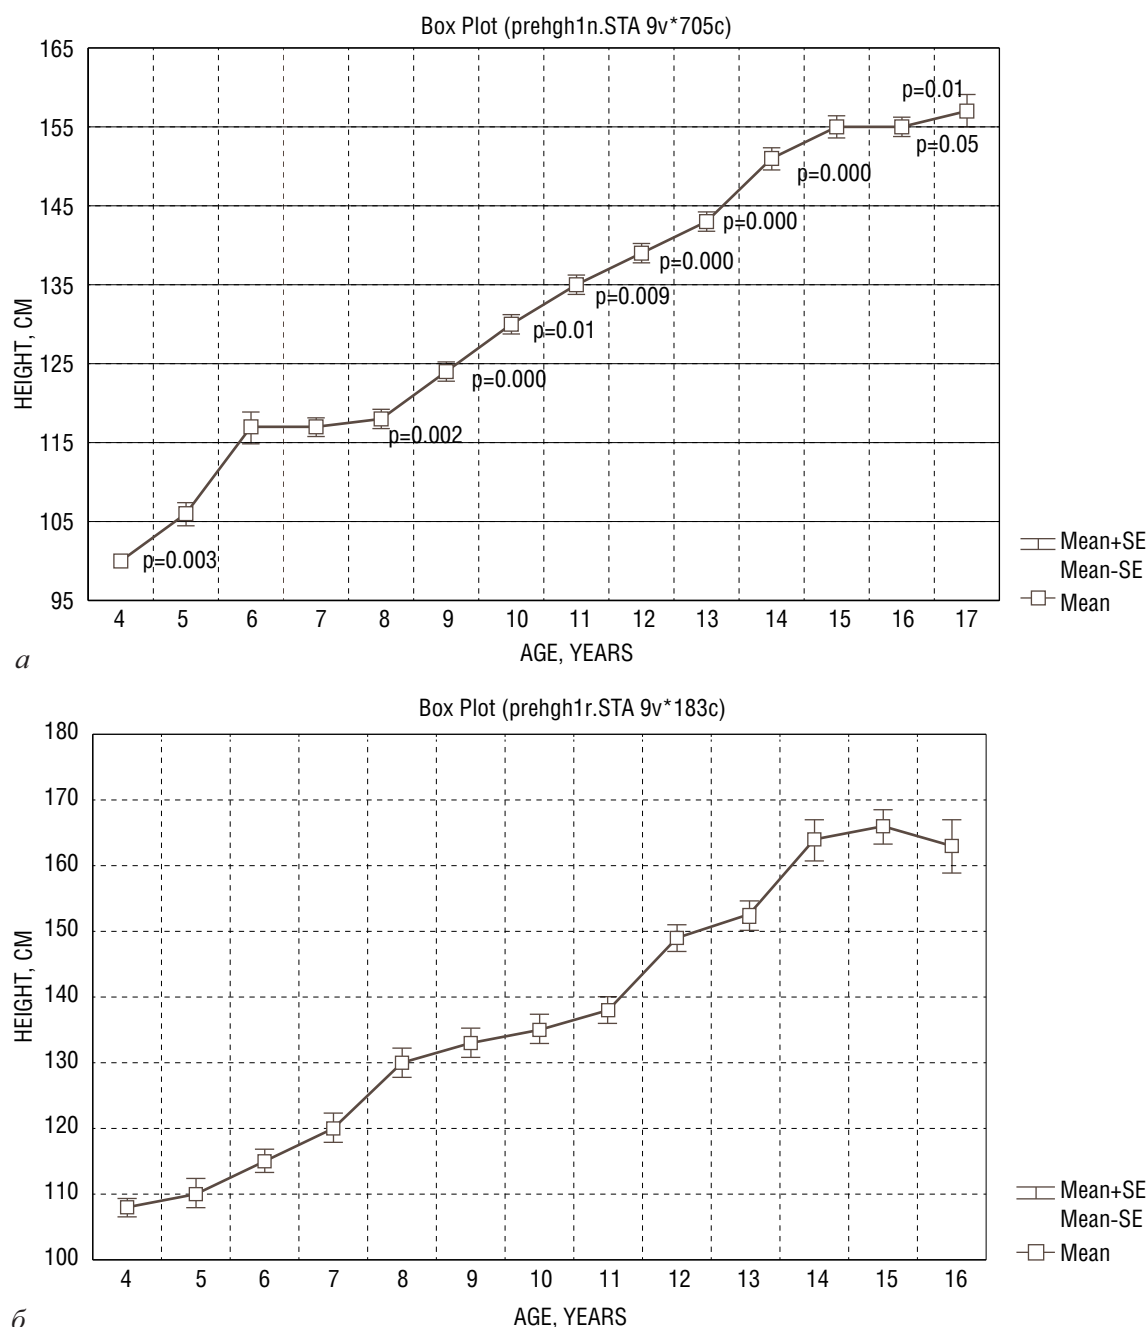 Box Plot (prehgh1n.STA 9v*705c)
165
p=0.01
155
p=0.05
p=0.000
145
p=0.000
p=0.000
135
p=0.009
p=0.01
125
p=0.000
115
p=0.002
105
p=0.003
95
HEIGHT, CM
4 5 6 7 8 9 10 11 12 13 14 15 16 17
AGE, YEARS
Mean+SE
Mean-SE
Mean
а
Box Plot (prehgh1r.STA 9v*183c)
180
170
160
150
140
130
120
110
100
HEIGHT, CM
4 5 6 7 8 9 10 11 12 13 14 15 16
AGE, YEARS
Mean+SE
Mean-SE
Mean
б